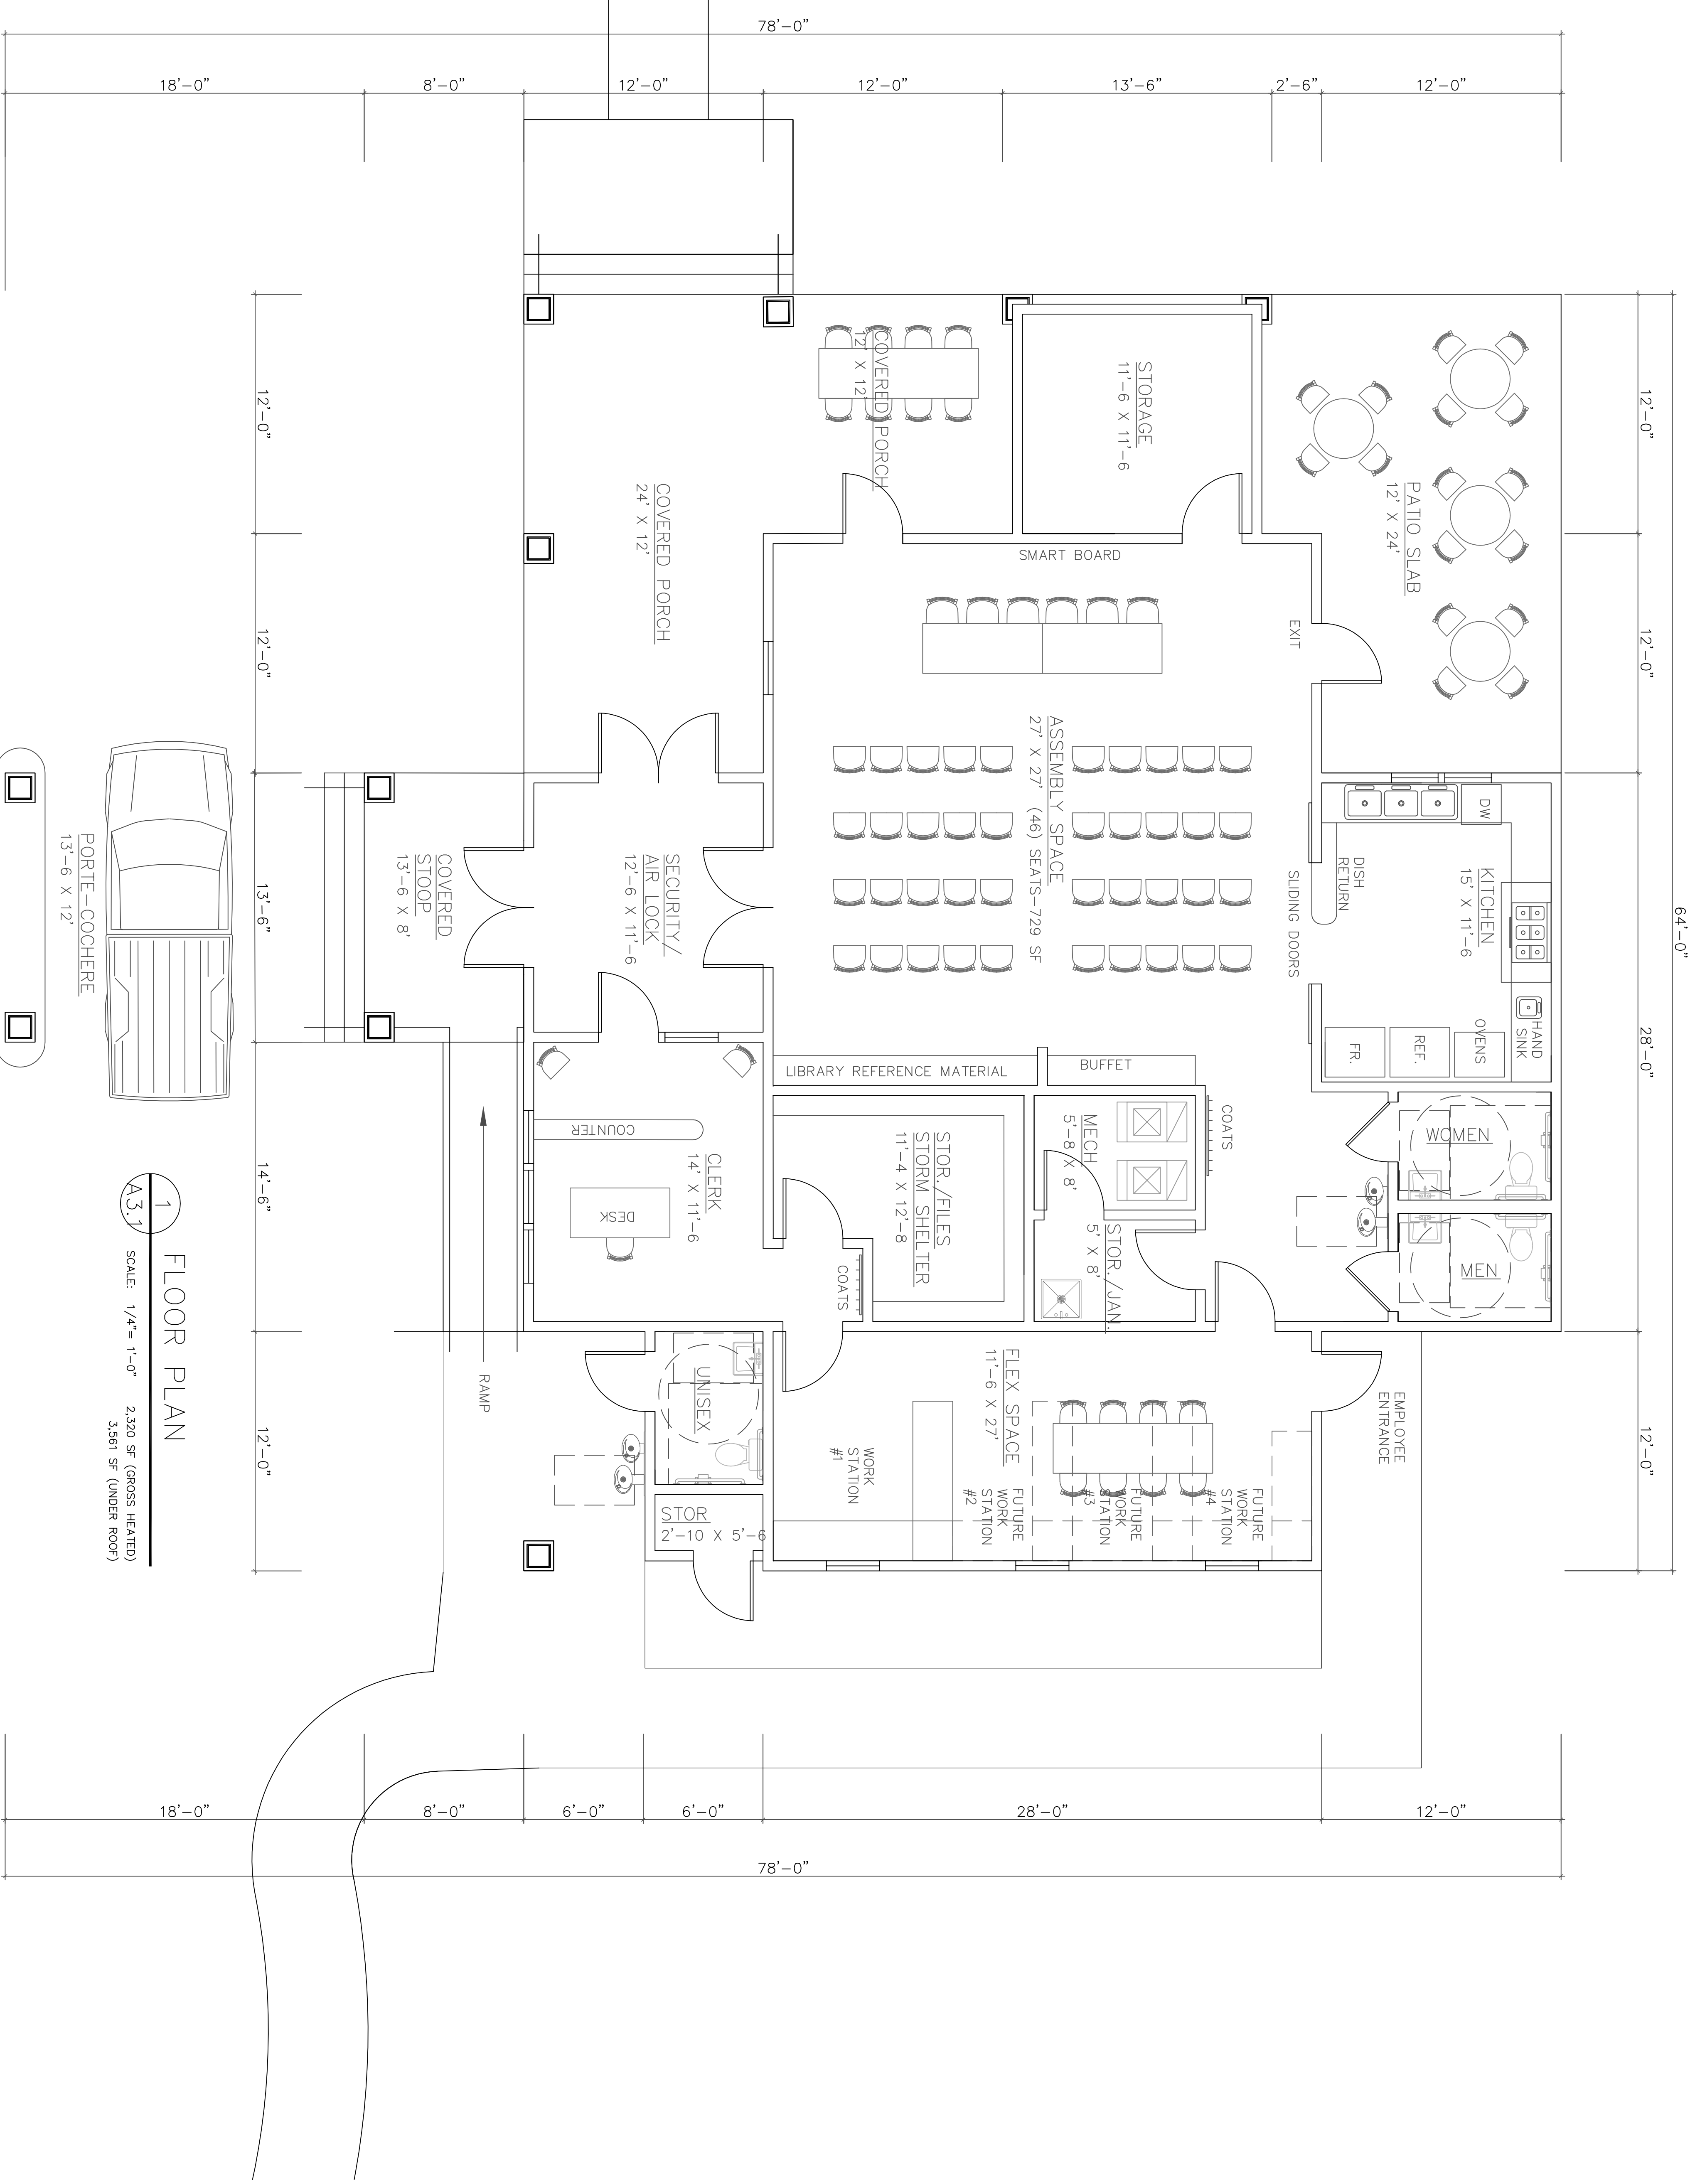 78'-0"
18'-0"
8'-0"
12'-0"
12'-0"
13'-6"
2'-6"
12'-0"
64'-0"
12'-0"
12'-0"
28'-0"
12'-0"
PATIO SLAB
12' X 24'
STORAGE
11'-6 X 11'-6
COVERED PORCH
12' X 12'
COVERED PORCH
24' X 12'
SMART BOARD
EXIT
ASSEMBLY SPACE
27' X 27' (46) SEATS-729 SF
SLIDING DOORS
DISH
RETURN
DW
KITCHEN
15' X 11'-6
HAND
SINK
OVENS
REF.
FR.
SECURITY/
AIR LOCK
12'-6 X 11'-6
COVERED
STOOP
13'-6 X 8'
PORTE-COCHERE
13'-6 X 12'
LIBRARY REFERENCE MATERIAL
BUFFET
COATS
WOMEN
MEN
MECH
5'-8 X 8'
STOR./JAN.
5' X 8'
STOR./FILES
STORM SHELTER
11'-4 X 12'-8
CLERK
14' X 11'-6
COUNTER
DESK
COATS
RAMP
UNISEX
STOR
2'-10 X 5'-6
FLEX SPACE
11'-6 X 27'
WORK
STATION
#1
FUTURE
WORK
STATION
#2
FUTURE
WORK
STATION
#3
FUTURE
WORK
STATION
#4
EMPLOYEE
ENTRANCE
12'-0"
12'-0"
13'-6"
14'-6"
12'-0"
18'-0"
8'-0"
6'-0"
6'-0"
28'-0"
12'-0"
78'-0"
1
A3.1
FLOOR PLAN
SCALE: 1/4"= 1'-0" 2,320 SF (GROSS HEATED)
3,561 SF (UNDER ROOF)